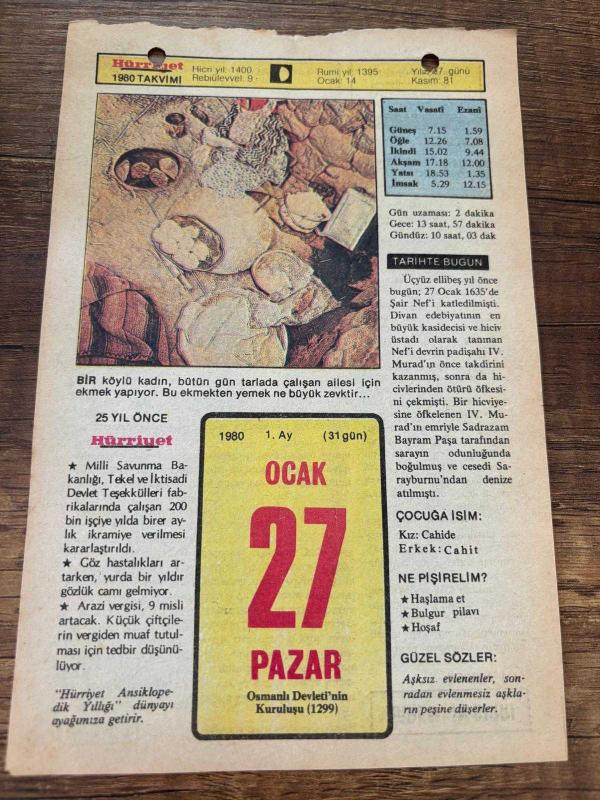 Hürriyet
1980 TAKVİMİ
Hicri yıl: 1400
Rebiülevvel: 9
Rumi yıl: 1395
Ocak: 14
27. günü
Kasım: 81
Saat Vasatî Ezanî
Güneş 7.15 1.59
Öğle 12.26 7.08
İkindi 15.02 9.44
Akşam 17.18 12.00
Yatsı 18.53 1.35
İmsak 5.29 12.15
Gün uzaması: 2 dakika
Gece: 13 saat, 57 dakika
Gündüz: 10 saat, 03 dak
BİR köylü kadın, bütün gün tarlada çalışan ailesi için
ekmek yapıyor. Bu ekmekten yemek ne büyük zevktir...
25 YIL ÖNCE
Hürriyet
★ Milli Savunma Ba-
kanlığı, Tekel ve İktisadi
Devlet Teşekkülleri fab-
rikalarında çalışan 200
bin işçiye yılda birer ay-
lık ikramiye verilmesi
kararlaştırıldı.
★ Göz hastalıkları ar-
tarken, yurda bir yıldır
gözlük camı gelmiyor.
★ Arazi vergisi, 9 misli
artacak. Küçük çiftçile-
rin vergiden muaf tutul-
ması için tedbir düşünü-
lüyor.
"Hürriyet Ansiklope-
dik Yıllığı" dünyayı
ayağımıza getirir.
1980 1. Ay (31 gün)
OCAK
27
PAZAR
Osmanlı Devleti'nin
Kuruluşu (1299)
TARİHTE BUGÜN
Üçyüz ellibeş yıl önce
bugün; 27 Ocak 1635'de
Şair Nef'i katledilmişti.
Divan edebiyatının en
büyük kasidecisi ve hiciv
üstadı olarak tanınan
Nef'i devrin padişahı IV.
Murad'ın önce takdirini
kazanmış, sonra da hi-
civlerinden ötürü öfkesi-
ni çekmişti. Bir hicviye-
sine öfkelenen IV. Mu-
rad'ın emriyle Sadrazam
Bayram Paşa tarafından
sarayın odunluğunda
boğulmuş ve cesedi Sa-
rayburnu'ndan denize
atılmıştı.
ÇOCUĞA İSİM:
Kız: Cahide
Erkek: Cahit
NE PİŞİRELİM?
★ Haşlama et
★ Bulgur pilavı
★ Hoşaf
GÜZEL SÖZLER:
Aşksız evlenenler, son-
radan evlenmesiz aşkla-
rın peşine düşerler.